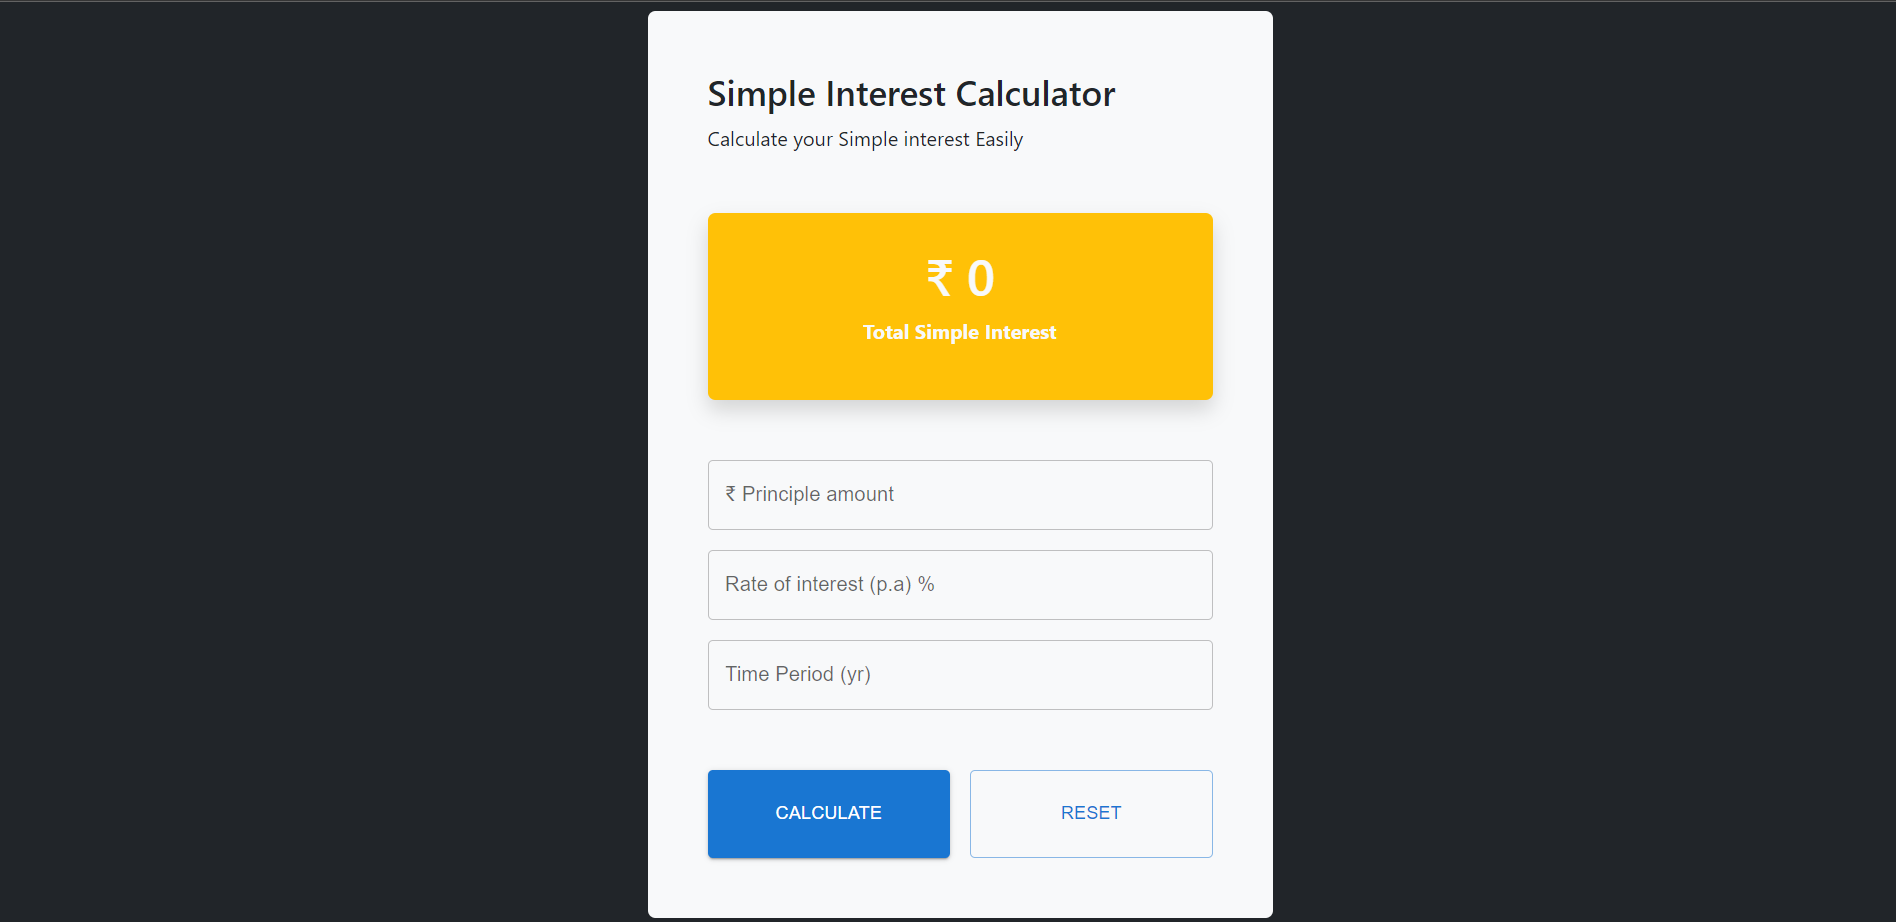 Simple Interest Calculator
Calculate your Simple interest Easily
₹ 0
Total Simple Interest
₹ Principle amount
Rate of interest (p.a) %
Time Period (yr)
CALCULATE
RESET